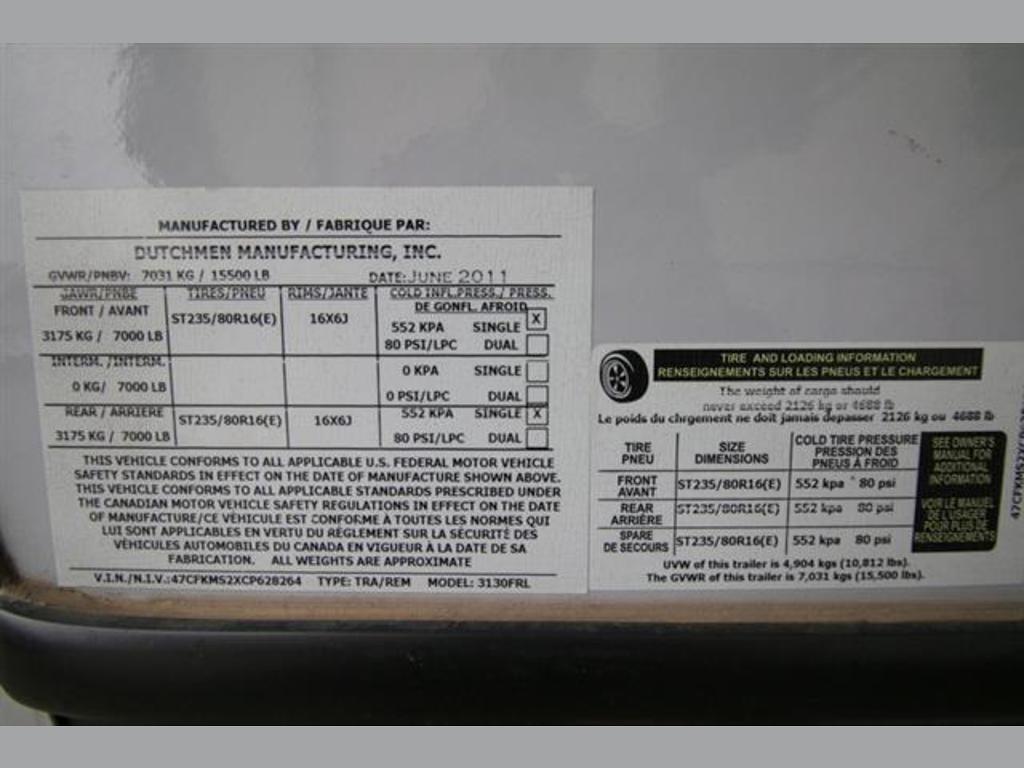 MANUFACTURED BY / FABRIQUE PAR:
DUTCHMEN MANUFACTURING, INC.
GVWR/PNBV: 7031 KG / 15500 LB DATE: JUNE 2011
GAWR/PNBE TIRES/PNEU RIMS/JANTE COLD INFL.PRESS./ PRESS.
DE GONFL. AFROID
FRONT / AVANT ST235/80R16(E) 16X6J
552 KPA SINGLE X
3175 KG / 7000 LB 80 PSI/LPC DUAL
INTERM. /INTERM. 0 KPA SINGLE
0 KG/ 7000 LB 0 PSI/LPC DUAL
REAR / ARRIERE ST235/80R16(E) 16X6J 552 KPA SINGLE X
3175 KG / 7000 LB 80 PSI/LPC DUAL
THIS VEHICLE CONFORMS TO ALL APPLICABLE U.S. FEDERAL MOTOR VEHICLE
SAFETY STANDARDS IN EFFECT ON THE DATE OF MANUFACTURE SHOWN ABOVE.
THIS VEHICLE CONFORMS TO ALL APPLICABLE STANDARDS PRESCRIBED UNDER
THE CANADIAN MOTOR VEHICLE SAFETY REGULATIONS IN EFFECT ON THE DATE
OF MANUFACTURE/CE VÉHICULE EST CONFORME À TOUTES LES NORMES QUI
LUI SONT APPLICABLES EN VERTU DU RÈGLEMENT SUR LA SÉCURITÉ DES
VÉHICULES AUTOMOBILES DU CANADA EN VIGUEUR À LA DATE DE SA
FABRICATION. ALL WEIGHTS ARE APPROXIMATE
V.I.N./N.I.V.:47CFKMS2XCP628264 TYPE: TRA/REM MODEL: 3130FRL
TIRE AND LOADING INFORMATION
RENSEIGNEMENTS SUR LES PNEUS ET LE CHARGEMENT
The weight of cargo should
never exceed 2126 kg or 4688 lb
Le poids du chrgement ne doit jamais depasser 2126 kg ou 4688 lb
TIRE
PNEU
SIZE
DIMENSIONS
COLD TIRE PRESSURE
PRESSION DES
PNEUS À FROID
FRONT
AVANT
ST235/80R16(E) 552 kpa 80 psi
REAR
ARRIÈRE
ST235/80R16(E) 552 kpa 80 psi
SPARE
DE SECOURS
ST235/80R16(E) 552 kpa 80 psi
SEE OWNER'S
MANUAL FOR
ADDITIONAL
INFORMATION
VOIR LE MANUEL
DE L'USAGER
POUR PLUS DE
RENSEIGNEMENTS
UVW of this trailer is 4,904 kgs (10,812 lbs).
The GVWR of this trailer is 7,031 kgs (15,500 lbs).